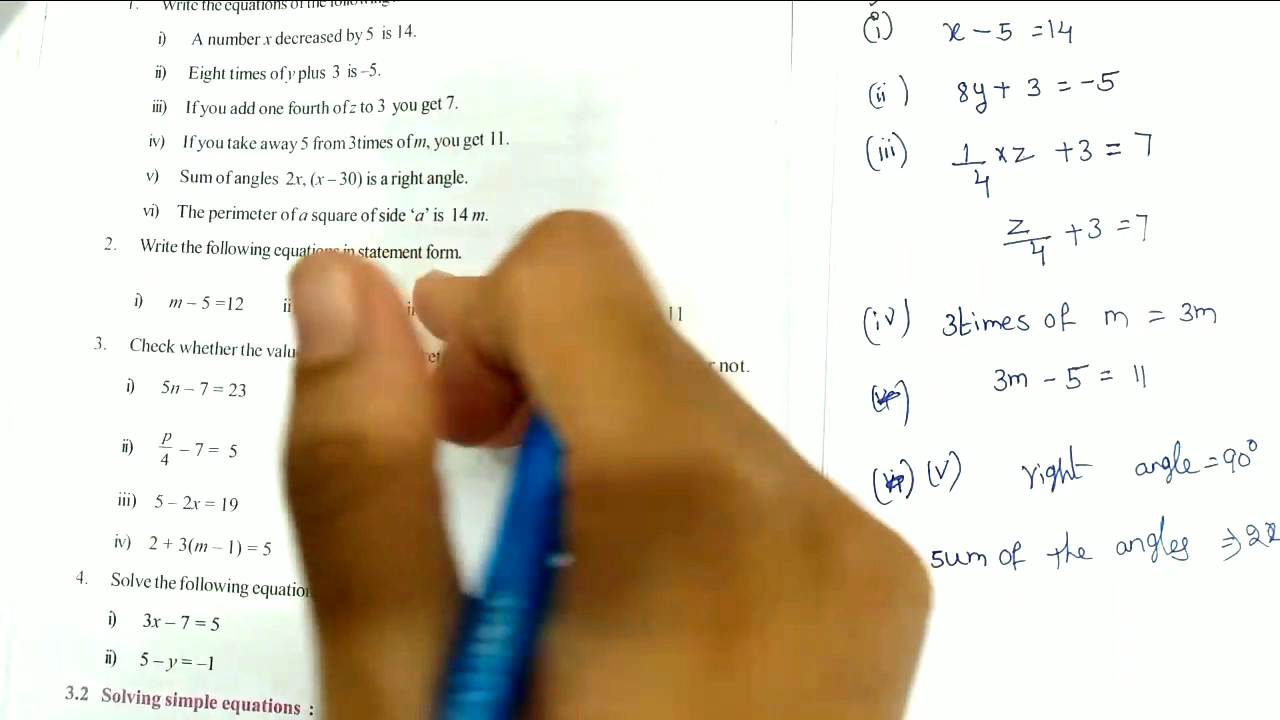 1. Write the equations of the following
i) A number x decreased by 5 is 14.
ii) Eight times of y plus 3 is –5.
iii) If you add one fourth of z to 3 you get 7.
iv) If you take away 5 from 3times of m, you get 11.
v) Sum of angles 2x, (x – 30) is a right angle.
vi) The perimeter of a square of side ‘a’ is 14 m.
2. Write the following equations in statement form.
i) m – 5 =12 ii 11
3. Check whether the valu not.
i) 5n – 7 = 23
ii) p/4 – 7 = 5
iii) 5 – 2x = 19
iv) 2 + 3(m – 1) = 5
4. Solve the following equatio
i) 3x – 7 = 5
ii) 5 – y = –1
3.2 Solving simple equations :
(i) x – 5 = 14
(ii) 8y + 3 = -5
(iii) 1/4 × z + 3 = 7
z/4 + 3 = 7
(iv) 3times of m = 3m
3m - 5 = 11
(v) right angle = 90°
sum of the angles ⇒ 2x